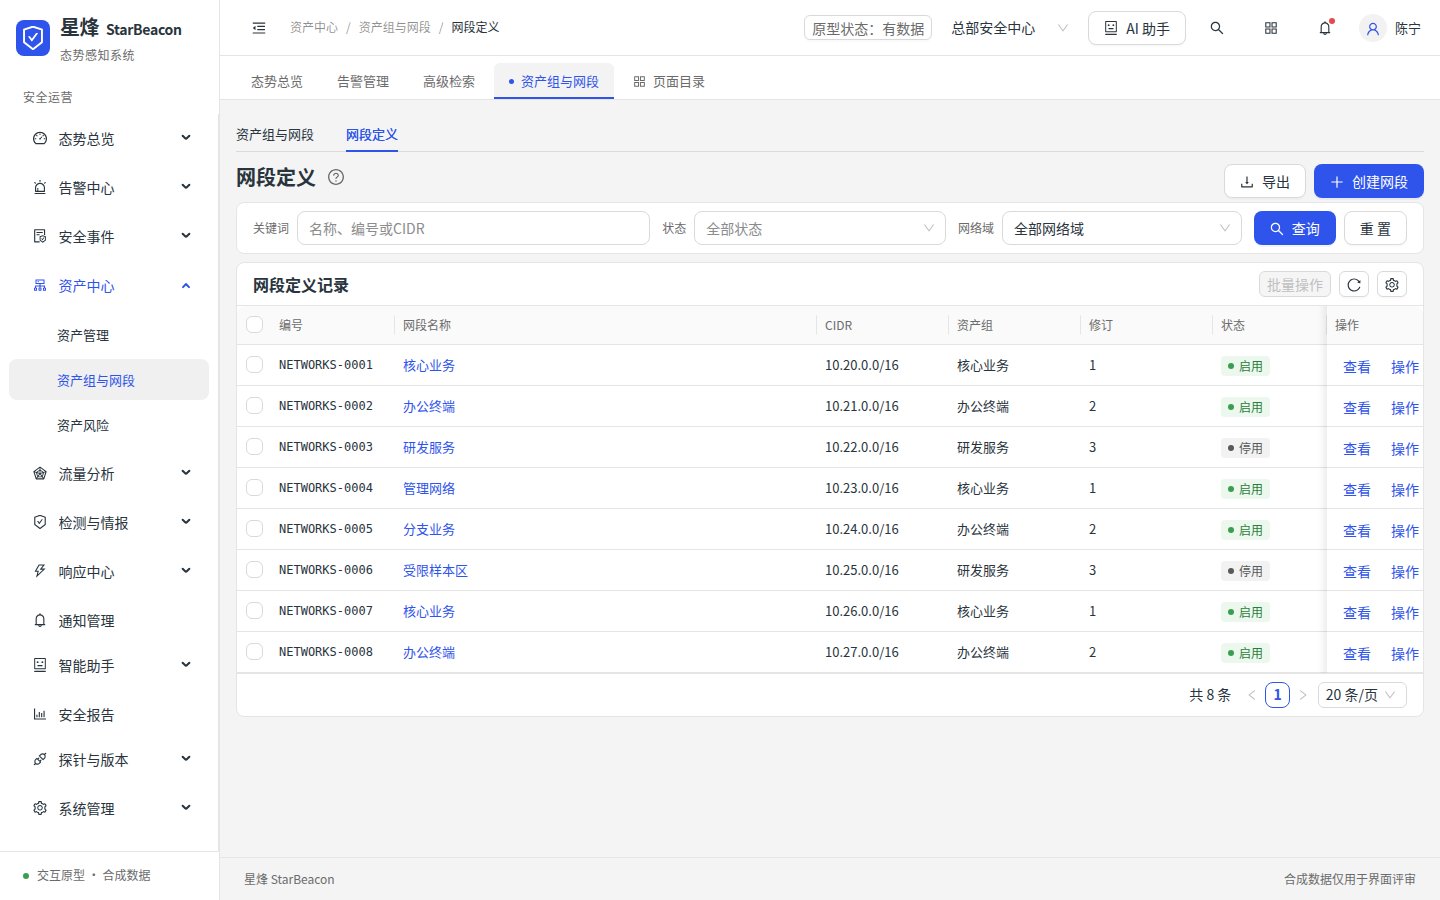 星烽 StarBeacon
态势感知系统
安全运营
态势总览
告警中心
安全事件
资产中心
资产管理
资产组与网段
资产风险
流量分析
检测与情报
响应中心
通知管理
智能助手
安全报告
探针与版本
系统管理
交互原型 · 合成数据
资产中心 / 资产组与网段 / 网段定义
原型状态：有数据
总部安全中心
AI 助手
陈宁
态势总览 告警管理 高级检索 资产组与网段 页面目录
资产组与网段 网段定义
网段定义
导出
创建网段
关键词 名称、编号或CIDR 状态 全部状态 网络域 全部网络域 查询 重 置
网段定义记录
批量操作
编号 网段名称 CIDR 资产组 修订 状态 操作
NETWORKS-0001 核心业务 10.20.0.0/16 核心业务 1 启用 查看 操作
NETWORKS-0002 办公终端 10.21.0.0/16 办公终端 2 启用 查看 操作
NETWORKS-0003 研发服务 10.22.0.0/16 研发服务 3 停用 查看 操作
NETWORKS-0004 管理网络 10.23.0.0/16 核心业务 1 启用 查看 操作
NETWORKS-0005 分支业务 10.24.0.0/16 办公终端 2 启用 查看 操作
NETWORKS-0006 受限样本区 10.25.0.0/16 研发服务 3 停用 查看 操作
NETWORKS-0007 核心业务 10.26.0.0/16 核心业务 1 启用 查看 操作
NETWORKS-0008 办公终端 10.27.0.0/16 办公终端 2 启用 查看 操作
共 8 条 < 1 > 20 条/页
星烽 StarBeacon
合成数据仅用于界面评审